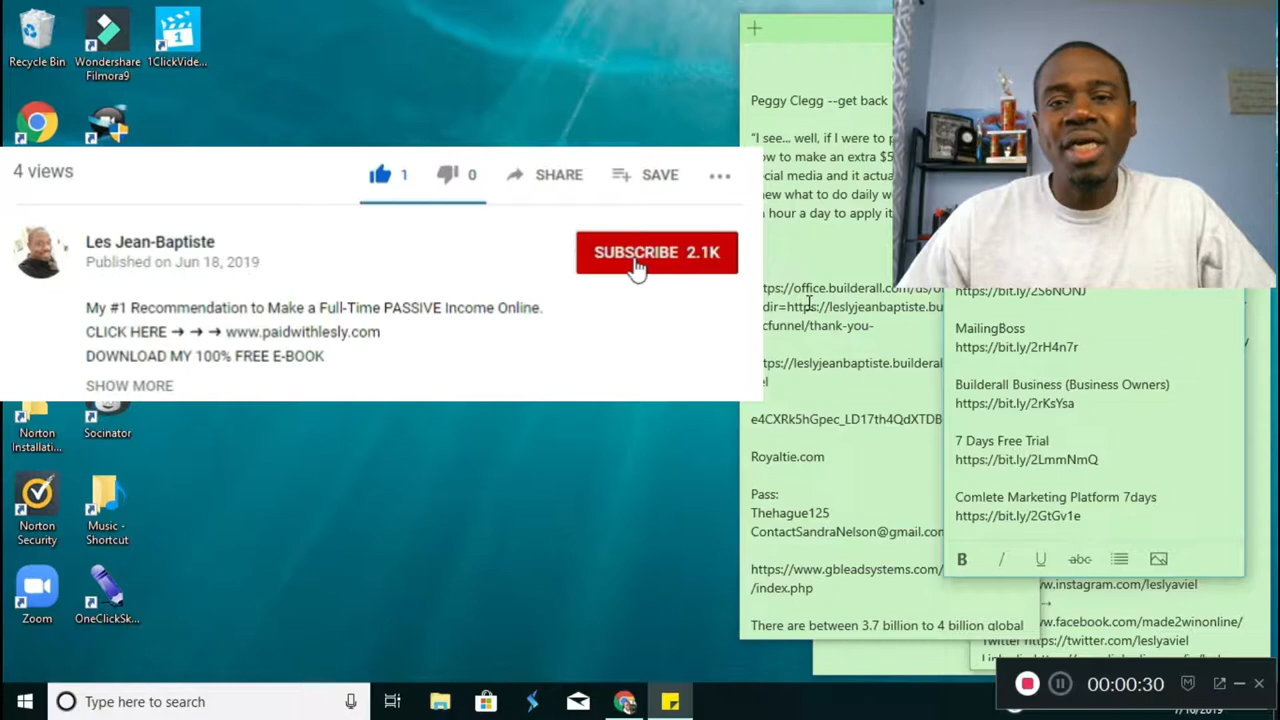 Recycle Bin
Wondershare
Filmora9
1ClickVide...
4 views
1
0
SHARE
SAVE
Les Jean-Baptiste
Published on Jun 18, 2019
SUBSCRIBE 2.1K
My #1 Recommendation to Make a Full-Time PASSIVE Income Online.
CLICK HERE → → → www.paidwithlesly.com
DOWNLOAD MY 100% FREE E-BOOK
SHOW MORE
Norton
Installati...
Socinator
Norton
Security
Music -
Shortcut
Zoom
OneClickSk...
Peggy Clegg --get back
"I see... well, if I were to
how to make an extra $5
social media and it actua
knew what to do daily
hour a day to apply it
https://office.builderall.com/us/
dir=https://leslyjeanbaptiste.bu
cfunnel/thank-you-
https://leslyjeanbaptiste.builderal
e4CXRk5hGpec_LD17th4QdXTDB
Royaltie.com
Pass:
Thehague125
ContactSandraNelson@gmail.com
https://www.gbleadsystems.com/
/index.php
There are between 3.7 billion to 4 billion global
https://bit.ly/2S6NONJ
MailingBoss
https://bit.ly/2rH4n7r
Builderall Business (Business Owners)
https://bit.ly/2rKsYsa
7 Days Free Trial
https://bit.ly/2LmmNmQ
Comlete Marketing Platform 7days
https://bit.ly/2GtGv1e
B I U abc
www.instagram.com/leslyaviel
→
www.facebook.com/made2winonline/
Twitter https://twitter.com/leslyaviel
00:00:30
Type here to search
7/10/2019